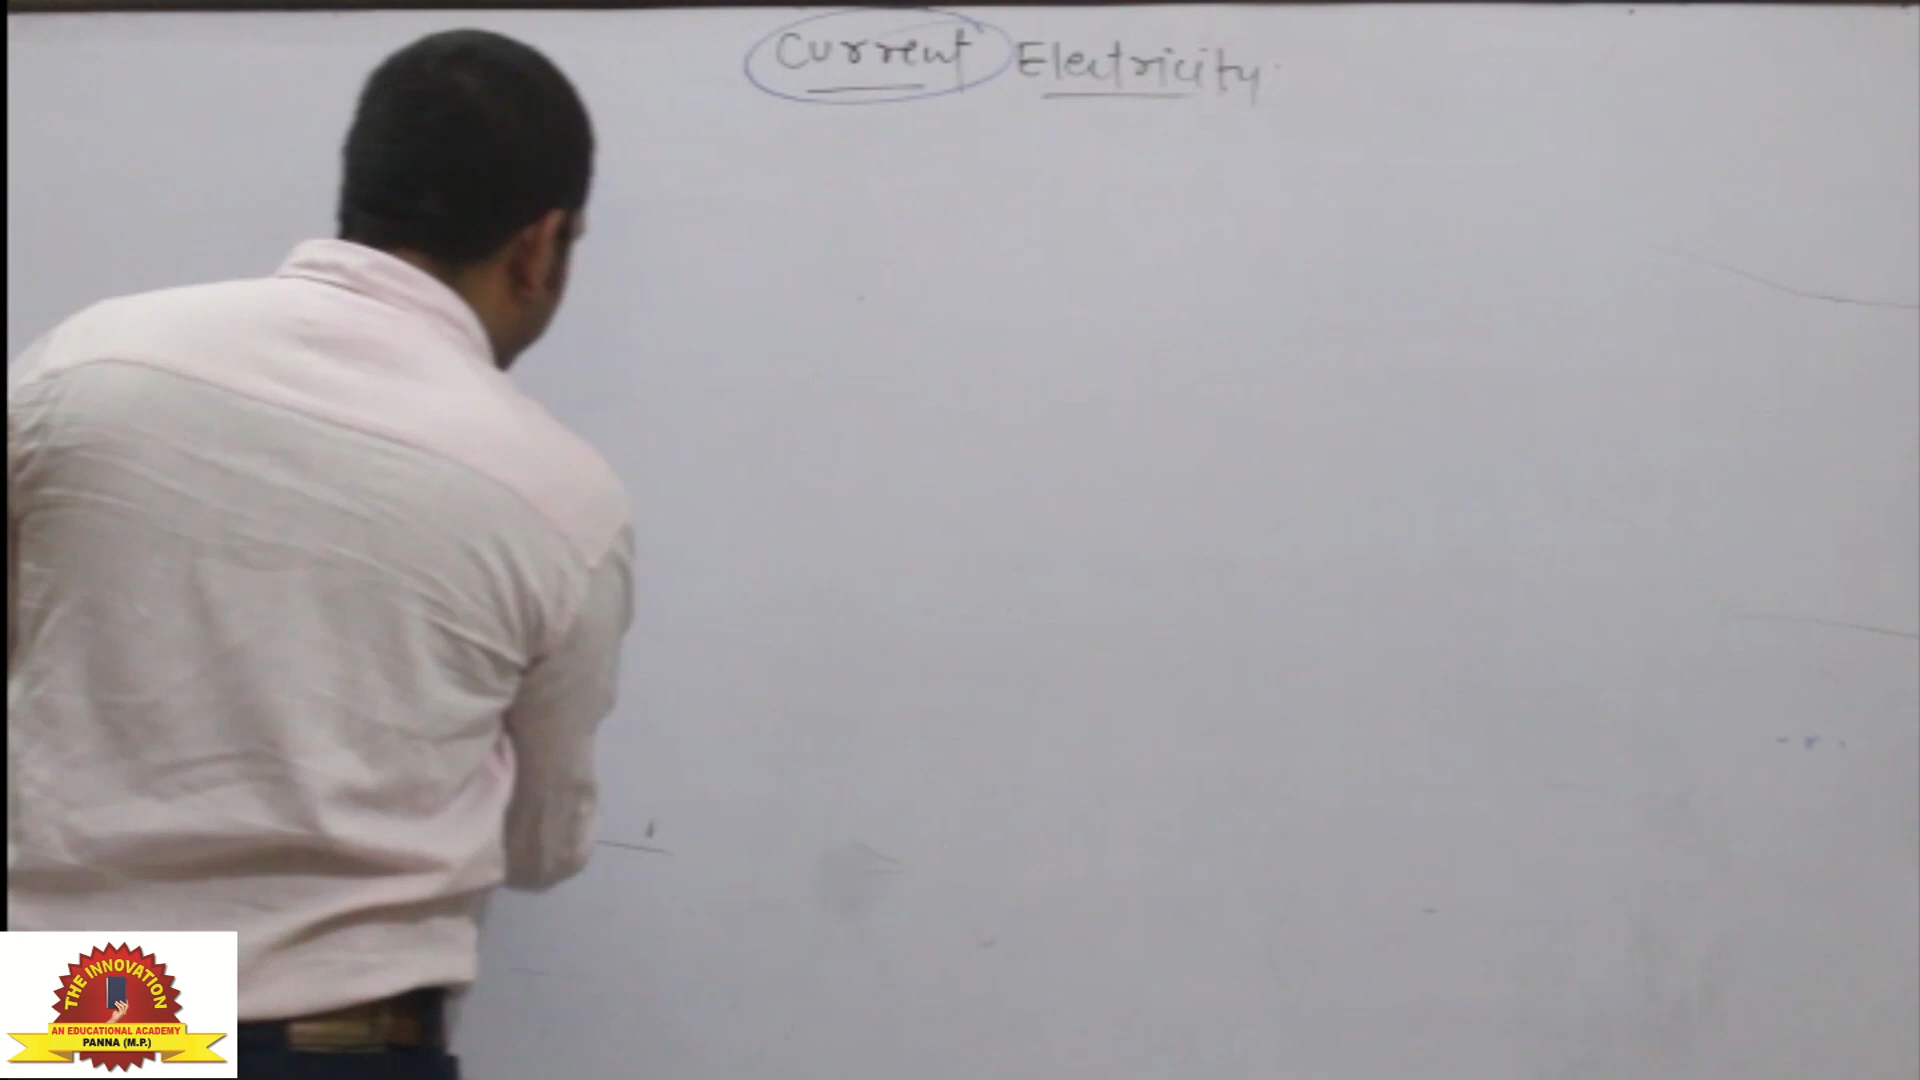 Current Electricity
THE INNOVATION
AN EDUCATIONAL ACADEMY
PANNA (M.P.)